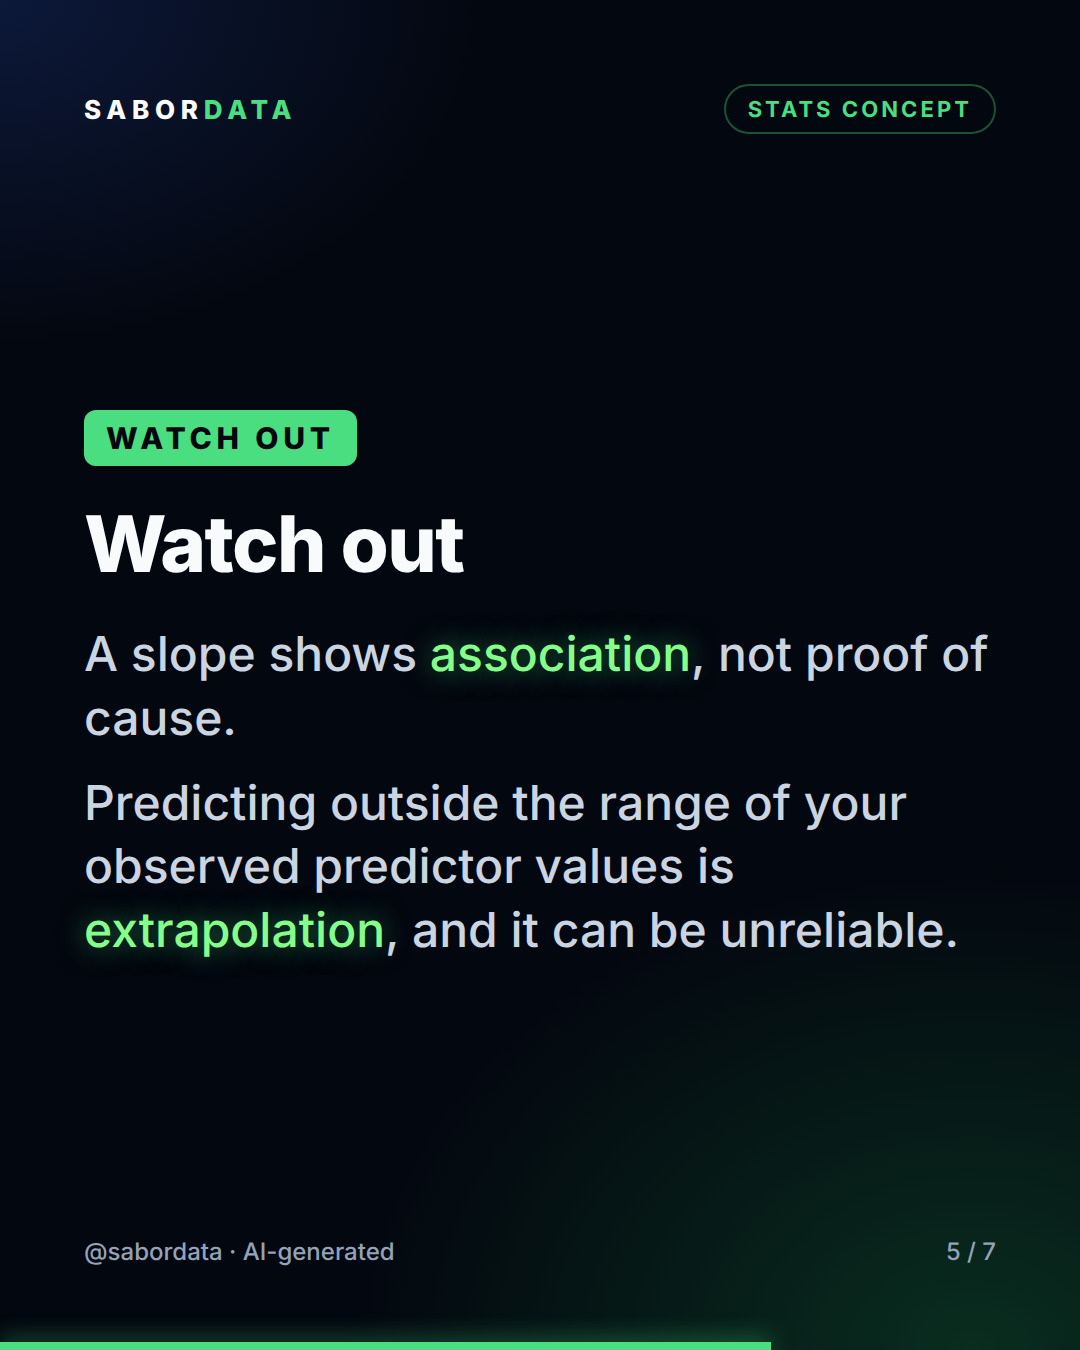 SABORDATA
STATS CONCEPT
WATCH OUT
Watch out
A slope shows association, not proof of
cause.
Predicting outside the range of your
observed predictor values is
extrapolation, and it can be unreliable.
@sabordata · AI-generated
5 / 7